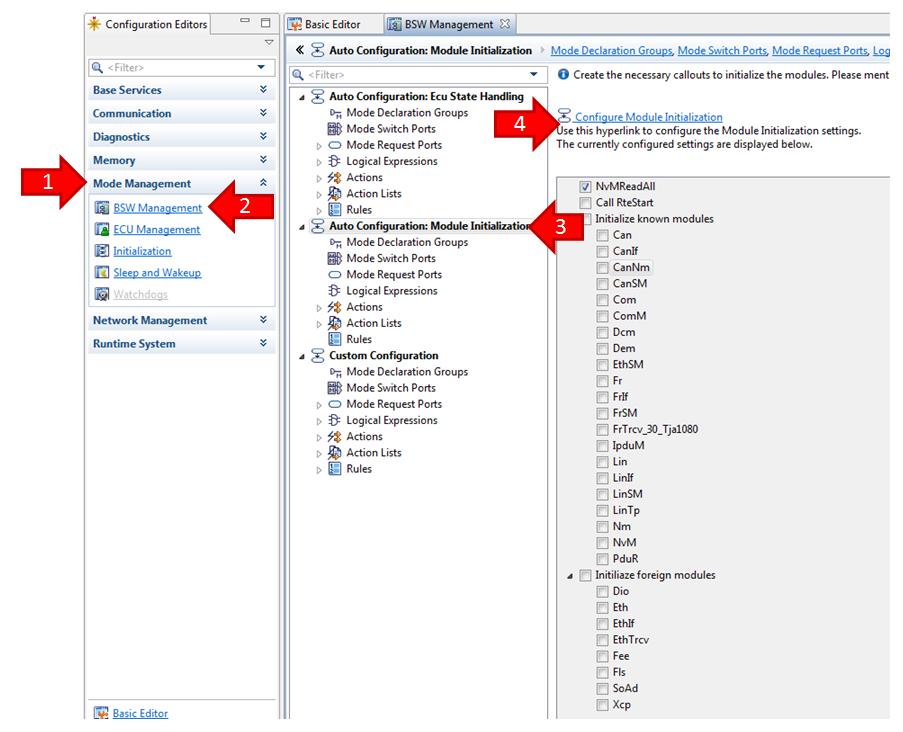 Configuration Editors
<Filter>
Base Services
Communication
Diagnostics
Memory
1
Mode Management
BSW Management
2
ECU Management
Initialization
Sleep and Wakeup
Watchdogs
Network Management
Runtime System
Basic Editor
Basic Editor
BSW Management
Auto Configuration: Module Initialization
Mode Declaration Groups, Mode Switch Ports, Mode Request Ports, Log
<Filter>
Auto Configuration: Ecu State Handling
Mode Declaration Groups
Mode Switch Ports
Mode Request Ports
Logical Expressions
Actions
Action Lists
Rules
Auto Configuration: Module Initialization
3
Mode Declaration Groups
Mode Switch Ports
Mode Request Ports
Logical Expressions
Actions
Action Lists
Rules
Custom Configuration
Mode Declaration Groups
Mode Switch Ports
Mode Request Ports
Logical Expressions
Actions
Action Lists
Rules
Create the necessary callouts to initialize the modules. Please ment
4
Configure Module Initialization
Use this hyperlink to configure the Module Initialization settings.
The currently configured settings are displayed below.
NvMReadAll
Call RteStart
Initialize known modules
Can
CanIf
CanNm
CanSM
Com
ComM
Dcm
Dem
EthSM
Fr
FrIf
FrSM
FrTrcv_30_Tja1080
IpduM
Lin
LinIf
LinSM
LinTp
Nm
NvM
PduR
Initiliaze foreign modules
Dio
Eth
EthIf
EthTrcv
Fee
Fls
SoAd
Xcp